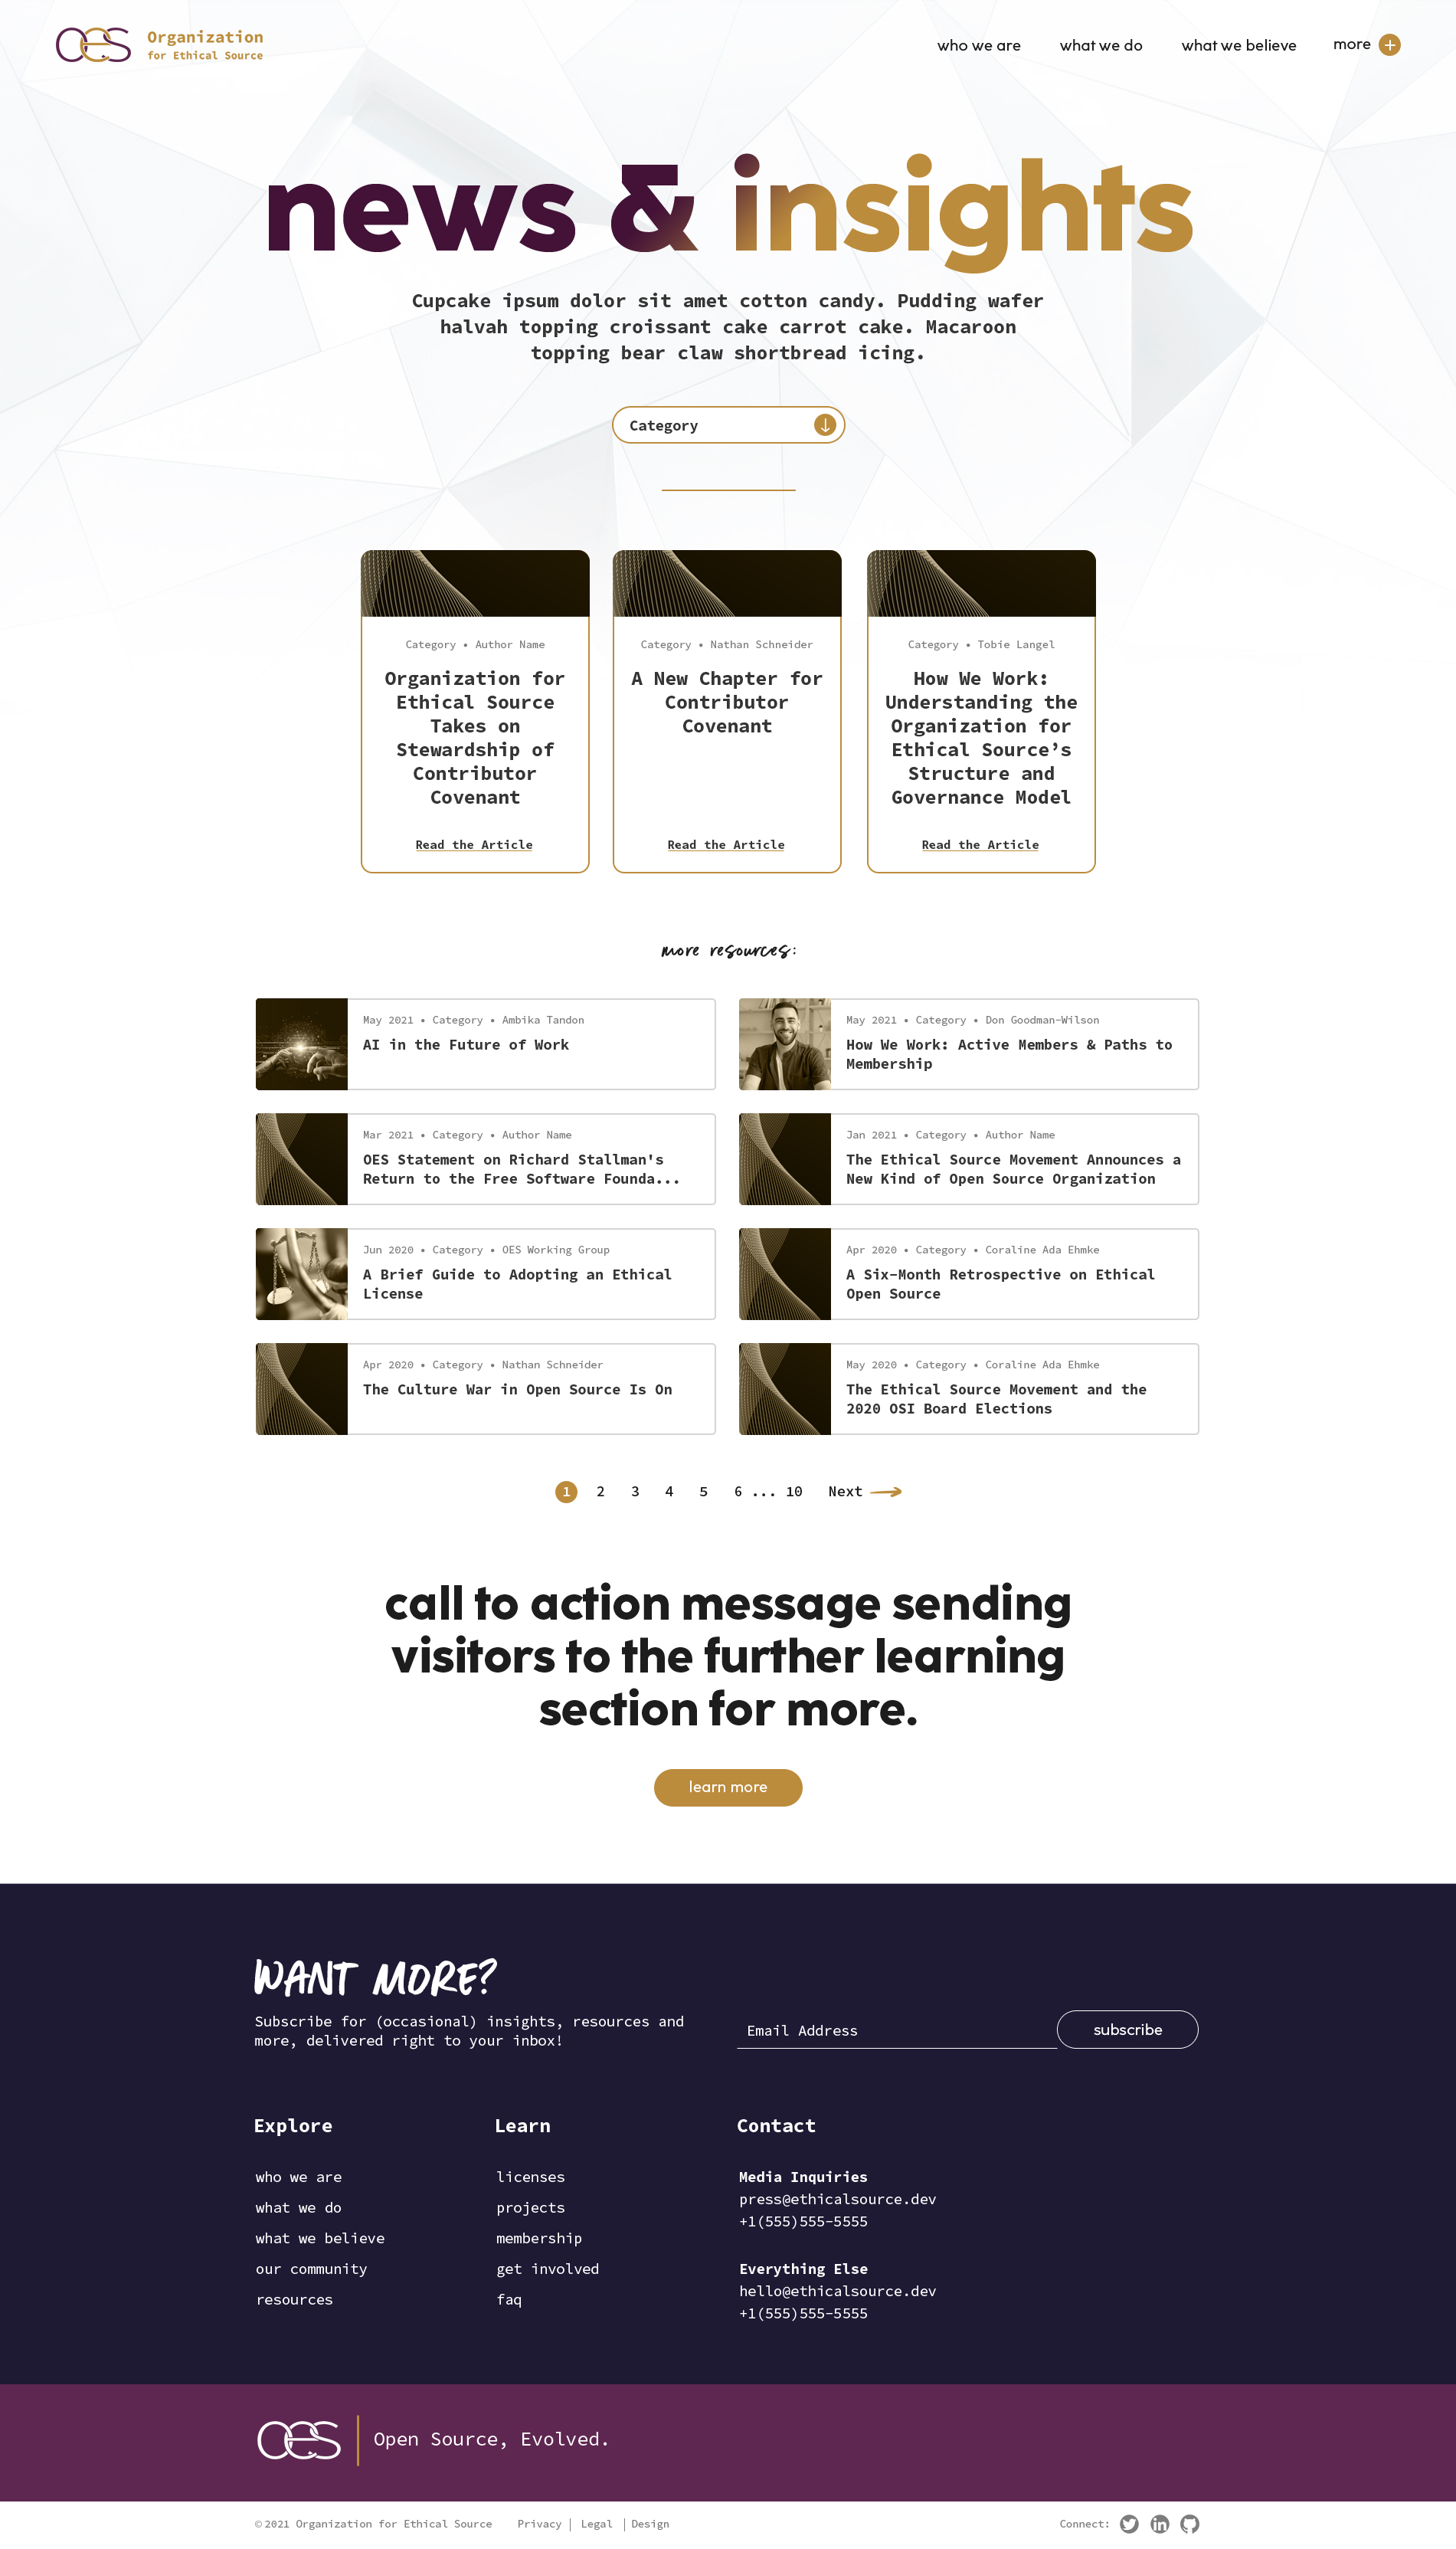 OES Organization
for Ethical Source
who we are
what we do
what we believe
more
news & insights
Cupcake ipsum dolor sit amet cotton candy. Pudding wafer
halvah topping croissant cake carrot cake. Macaroon
topping bear claw shortbread icing.
Category
Category • Author Name
Organization for
Ethical Source
Takes on
Stewardship of
Contributor
Covenant
Read the Article
Category • Nathan Schneider
A New Chapter for
Contributor
Covenant
Read the Article
Category • Tobie Langel
How We Work:
Understanding the
Organization for
Ethical Source’s
Structure and
Governance Model
Read the Article
more resources:
May 2021 • Category • Ambika Tandon
AI in the Future of Work
May 2021 • Category • Don Goodman-Wilson
How We Work: Active Members & Paths to
Membership
Mar 2021 • Category • Author Name
OES Statement on Richard Stallman's
Return to the Free Software Founda...
Jan 2021 • Category • Author Name
The Ethical Source Movement Announces a
New Kind of Open Source Organization
Jun 2020 • Category • OES Working Group
A Brief Guide to Adopting an Ethical
License
Apr 2020 • Category • Coraline Ada Ehmke
A Six-Month Retrospective on Ethical
Open Source
Apr 2020 • Category • Nathan Schneider
The Culture War in Open Source Is On
May 2020 • Category • Coraline Ada Ehmke
The Ethical Source Movement and the
2020 OSI Board Elections
1 2 3 4 5 6 ... 10 Next
call to action message sending
visitors to the further learning
section for more.
learn more
WANT MORE?
Subscribe for (occasional) insights, resources and
more, delivered right to your inbox!
Email Address
subscribe
Explore
who we are
what we do
what we believe
our community
resources
Learn
licenses
projects
membership
get involved
faq
Contact
Media Inquiries
press@ethicalsource.dev
+1(555)555-5555
Everything Else
hello@ethicalsource.dev
+1(555)555-5555
OES | Open Source, Evolved.
© 2021 Organization for Ethical Source
Privacy | Legal | Design
Connect: in